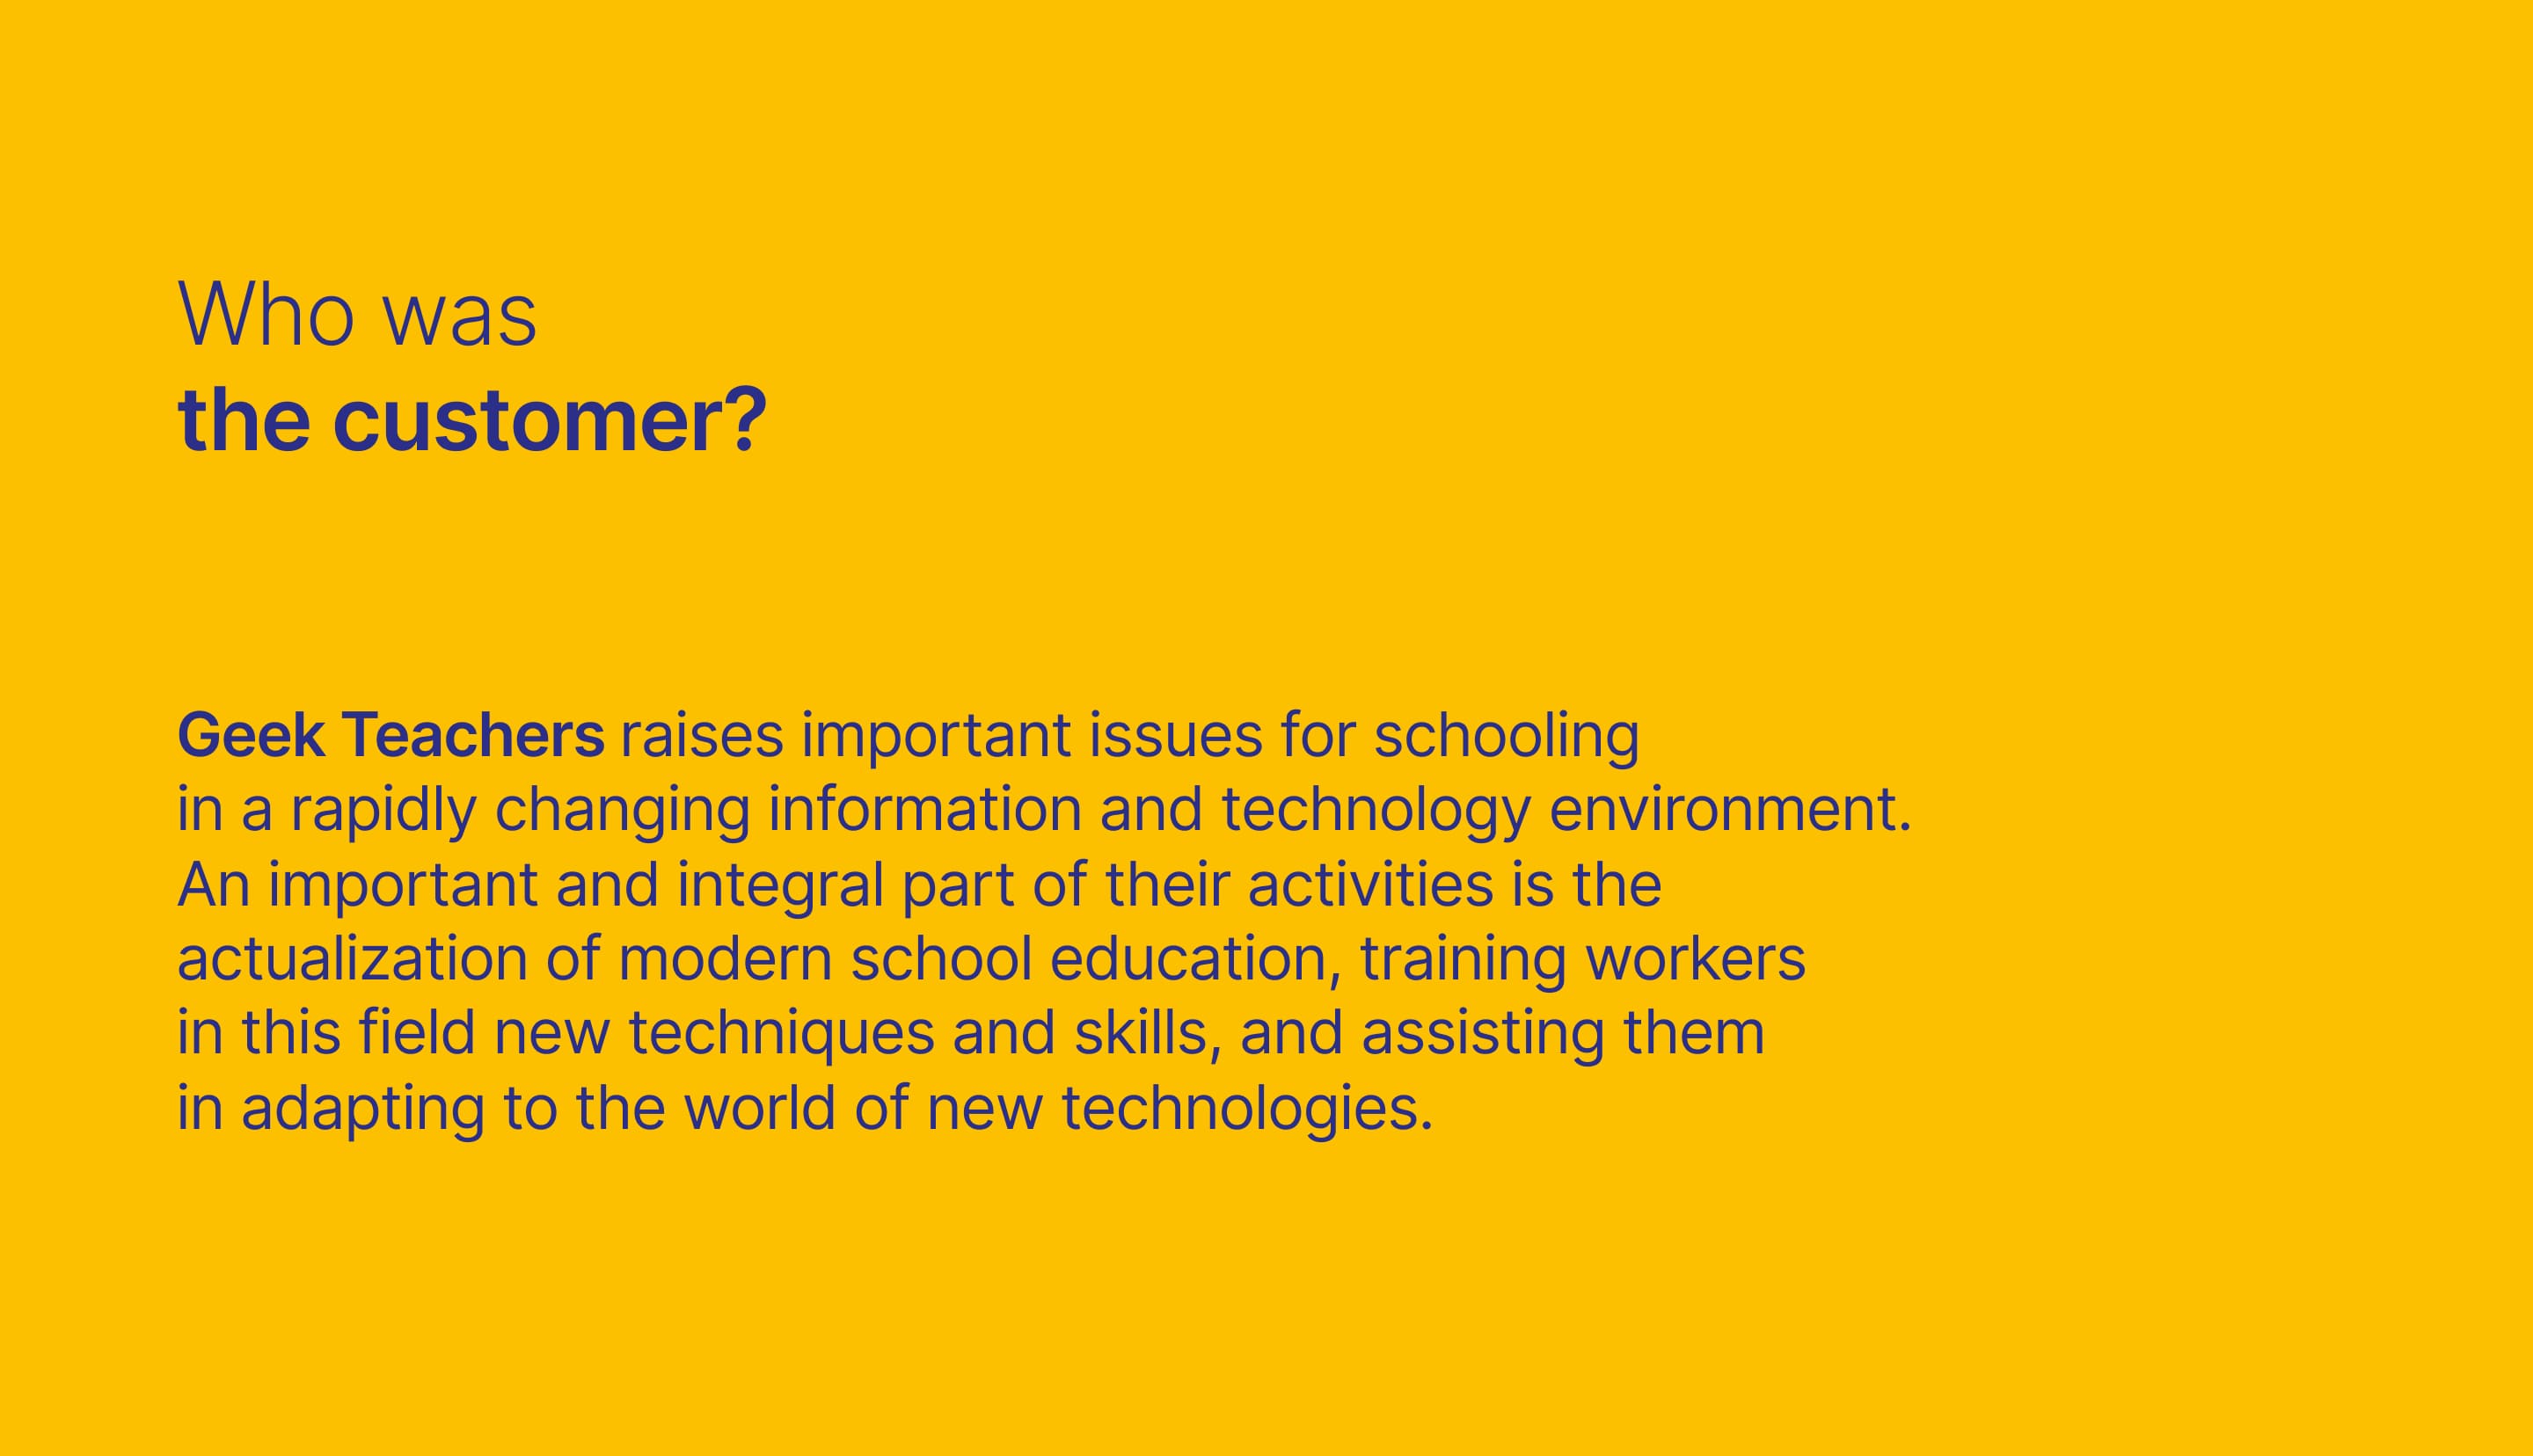 Who was
the customer?
Geek Teachers raises important issues for schooling
in a rapidly changing information and technology environment.
An important and integral part of their activities is the
actualization of modern school education, training workers
in this field new techniques and skills, and assisting them
in adapting to the world of new technologies.